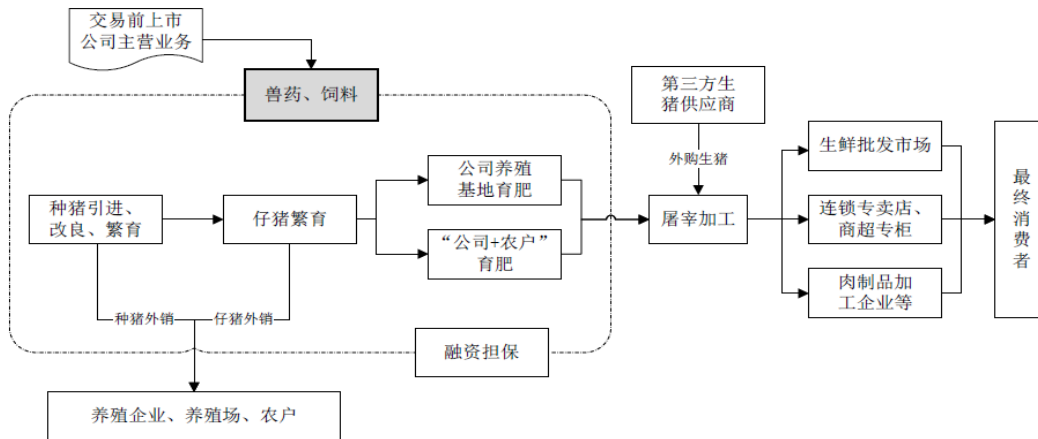 交易前上市
公司主营业务
兽药、饲料
第三方生
猪供应商
外购生猪
种猪引进、
改良、繁育
仔猪繁育
公司养殖
基地育肥
“公司+农户”
育肥
屠宰加工
生鲜批发市场
连锁专卖店、
商超专柜
肉制品加
工企业等
最
终
消
费
者
种猪外销
仔猪外销
融资担保
养殖企业、养殖场、农户